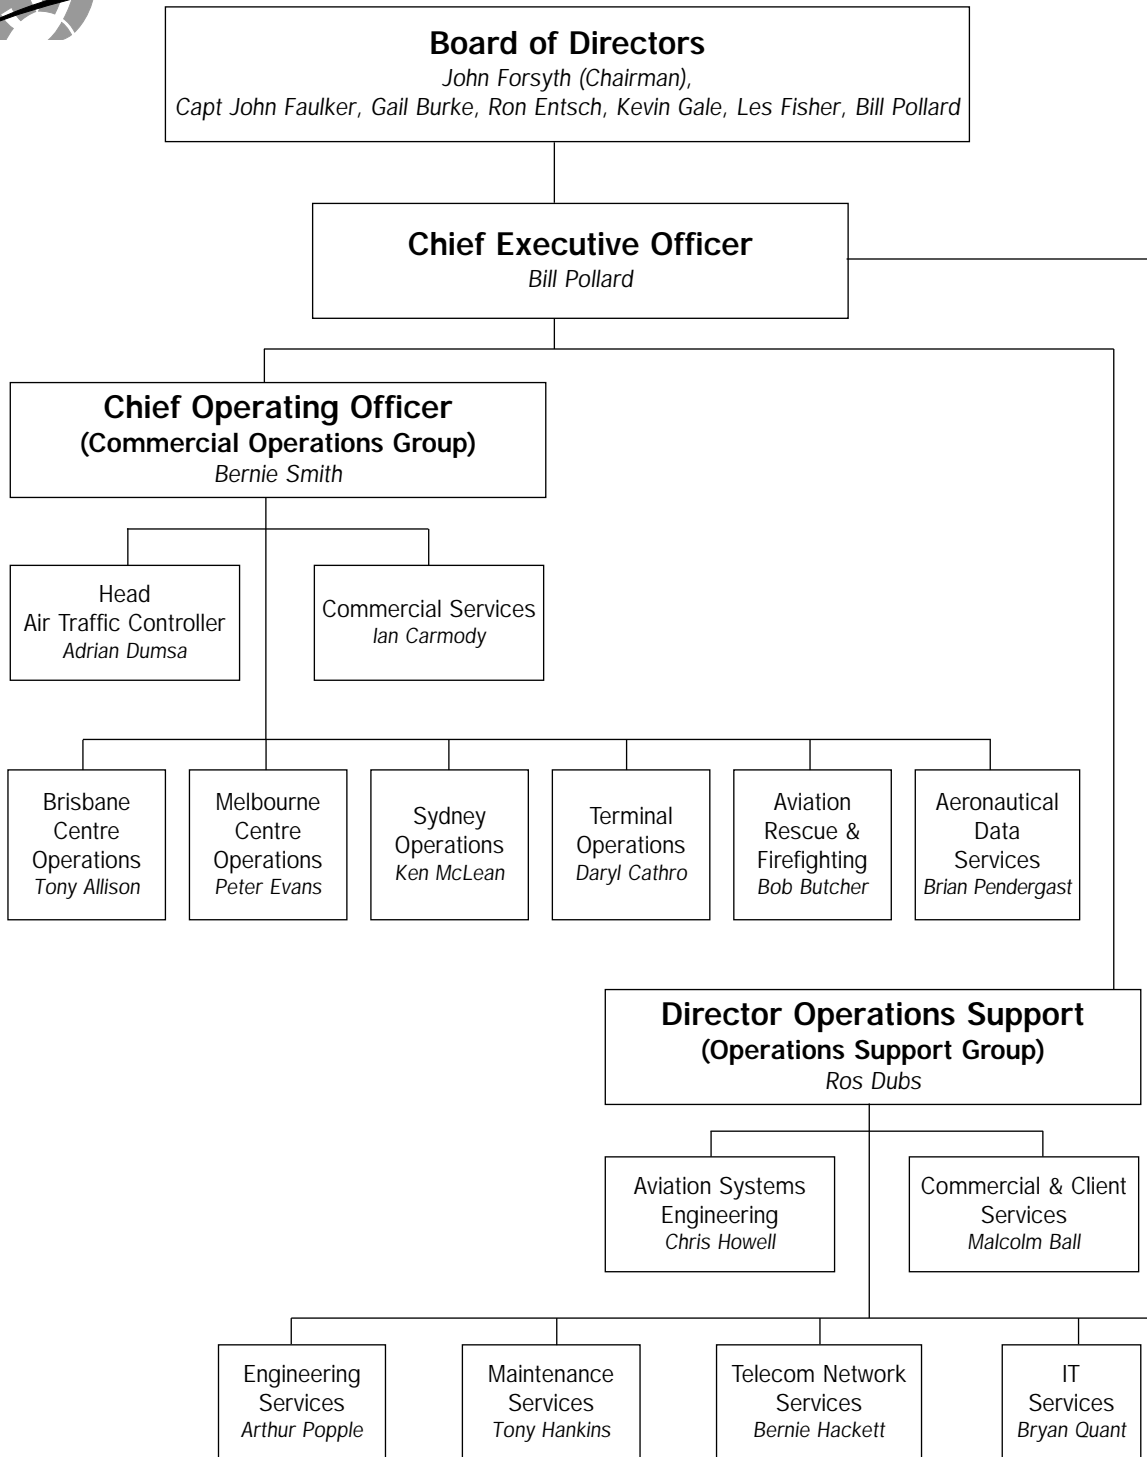 Board of Directors
John Forsyth (Chairman),
Capt John Faulker, Gail Burke, Ron Entsch, Kevin Gale, Les Fisher, Bill Pollard
Chief Executive Officer
Bill Pollard
Chief Operating Officer
(Commercial Operations Group)
Bernie Smith
Head
Air Traffic Controller
Adrian Dumsa
Commercial Services
Ian Carmody
Brisbane
Centre
Operations
Tony Allison
Melbourne
Centre
Operations
Peter Evans
Sydney
Operations
Ken McLean
Terminal
Operations
Daryl Cathro
Aviation
Rescue &
Firefighting
Bob Butcher
Aeronautical
Data
Services
Brian Pendergast
Director Operations Support
(Operations Support Group)
Ros Dubs
Aviation Systems
Engineering
Chris Howell
Commercial & Client
Services
Malcolm Ball
Engineering
Services
Arthur Popple
Maintenance
Services
Tony Hankins
Telecom Network
Services
Bernie Hackett
IT
Services
Bryan Quant